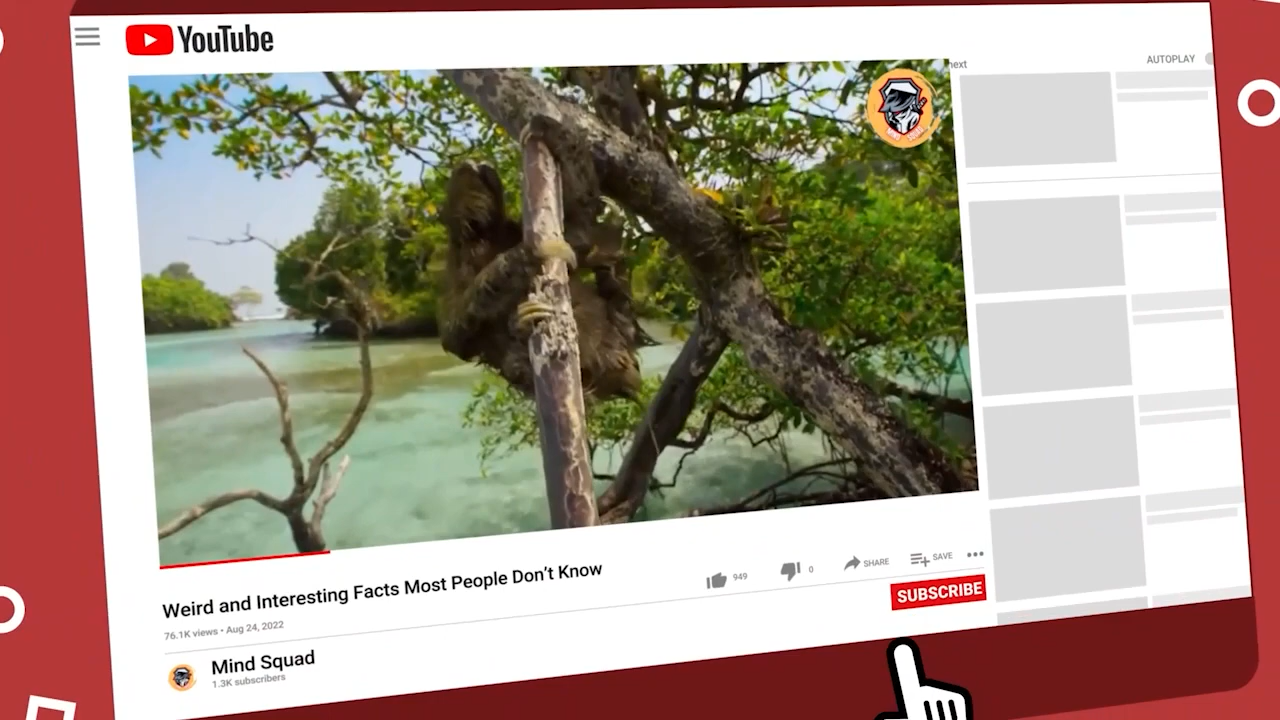 YouTube
next
AUTOPLAY
Weird and Interesting Facts Most People Don't Know
76.1K views • Aug 24, 2022
949
0
SHARE
SAVE
SUBSCRIBE
Mind Squad
1.3K subscribers